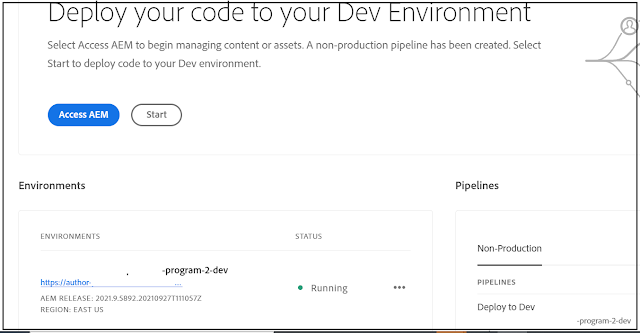 Deploy your code to your Dev Environment
Select Access AEM to begin managing content or assets. A non-production pipeline has been created. Select
Start to deploy code to your Dev environment.
Access AEM
Start
Environments
Pipelines
ENVIRONMENTS
STATUS
-program-2-dev
https://author-
...
Running
•••
AEM RELEASE: 2021.9.5892.20210927T111057Z
REGION: EAST US
Non-Production
PIPELINES
Deploy to Dev
-program-2-dev